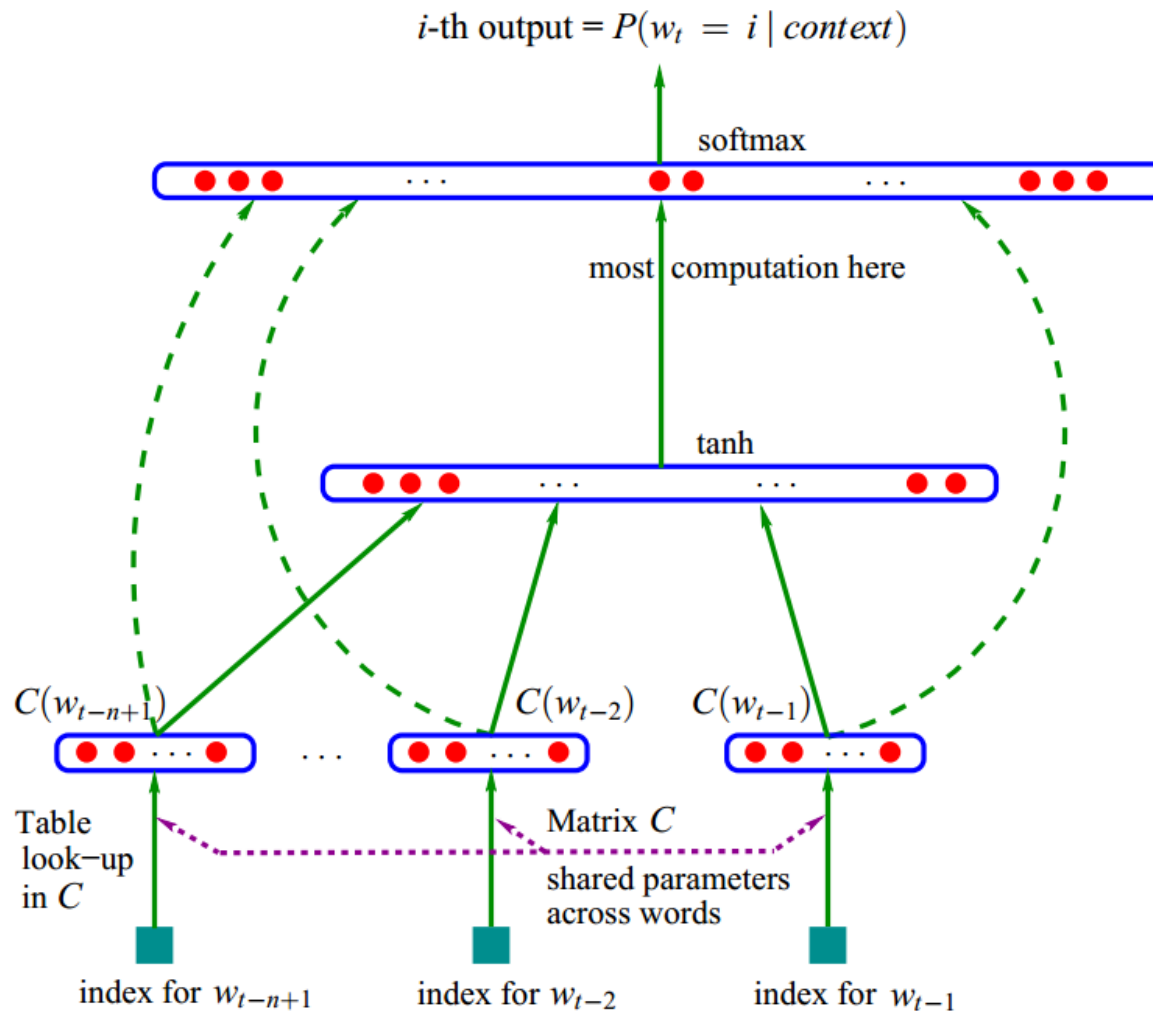 i-th output = P(w_t = i | context)
softmax
. . .
. . .
most computation here
tanh
. . .
. . .
C(w_{t−n+1})
C(w_{t−2})
C(w_{t−1})
. . .
. . .
. . .
. . .
Table
look−up
in C
Matrix C
shared parameters
across words
index for w_{t−n+1}
index for w_{t−2}
index for w_{t−1}